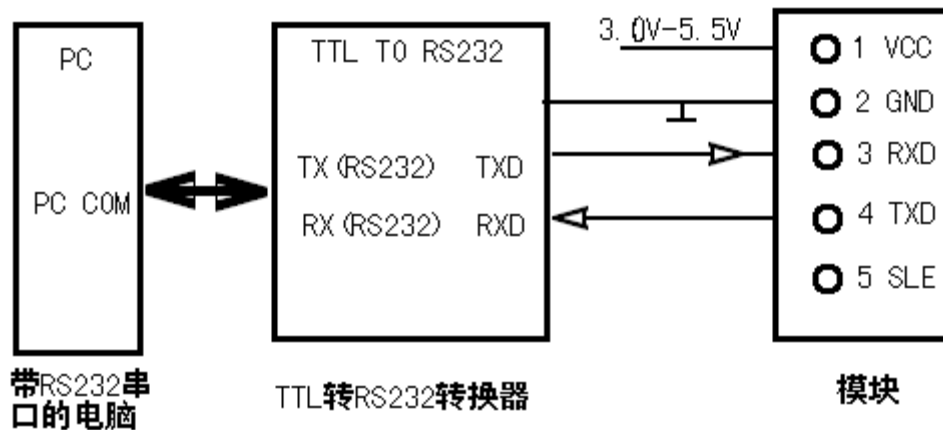 PC
PC COM
带RS232串
口的电脑
TTL TO RS232
TX(RS232) TXD
RX(RS232) RXD
TTL转RS232转换器
3.0V-5.5V
1 VCC
2 GND
3 RXD
4 TXD
5 SLE
模块